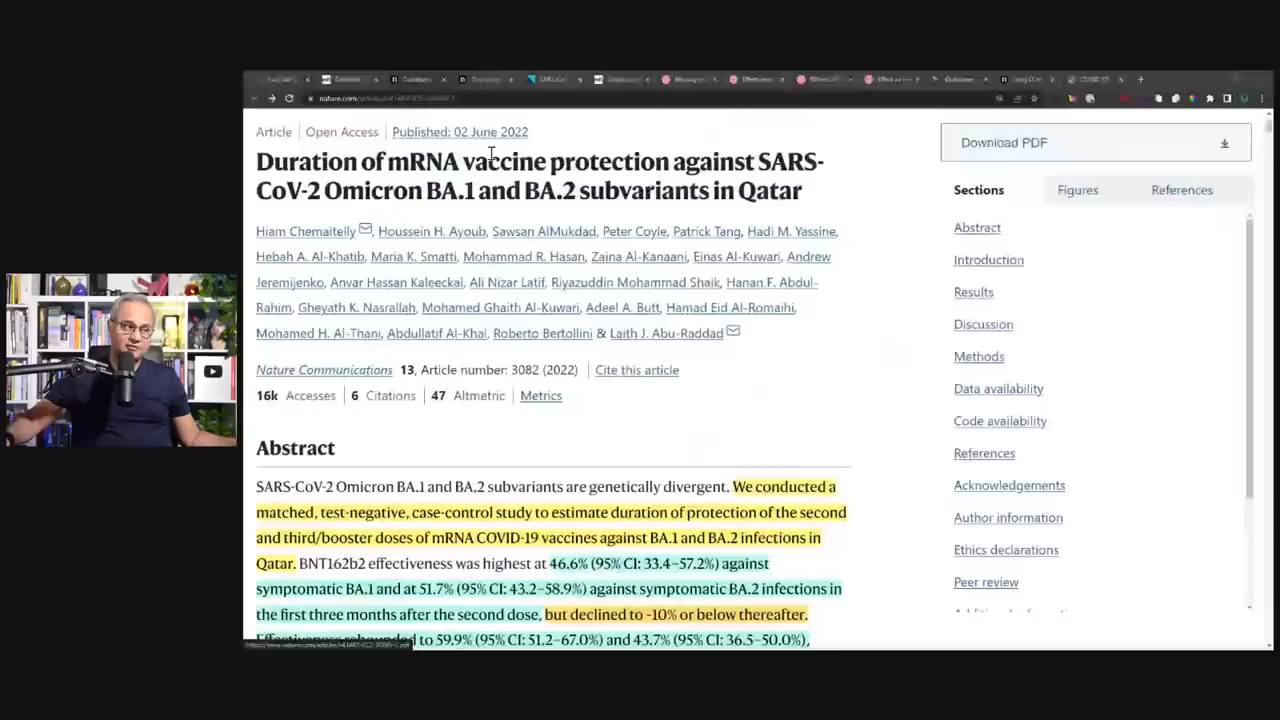 nature.com/articles/
Article Open Access Published: 02 June 2022
Duration of mRNA vaccine protection against SARS-
CoV-2 Omicron BA.1 and BA.2 subvariants in Qatar
Hiam Chemaitelly, Houssein H. Ayoub, Sawsan AlMukdad, Peter Coyle, Patrick Tang, Hadi M. Yassine,
Hebah A. Al-Khatib, Maria K. Smatti, Mohammad R. Hasan, Zaina Al-Kanaani, Einas Al-Kuwari, Andrew
Jeremijenko, Anvar Hassan Kaleeckal, Ali Nizar Latif, Riyazuddin Mohammad Shaik, Hanan F. Abdul-
Rahim, Gheyath K. Nasrallah, Mohamed Ghaith Al-Kuwari, Adeel A. Butt, Hamad Eid Al-Romaihi,
Mohamed H. Al-Thani, Abdullatif Al-Khal, Roberto Bertollini & Laith J. Abu-Raddad
Nature Communications 13, Article number: 3082 (2022) Cite this article
16k Accesses 6 Citations 47 Altmetric Metrics
Abstract
SARS-CoV-2 Omicron BA.1 and BA.2 subvariants are genetically divergent. We conducted a
matched, test-negative, case-control study to estimate duration of protection of the second
and third/booster doses of mRNA COVID-19 vaccines against BA.1 and BA.2 infections in
Qatar. BNT162b2 effectiveness was highest at 46.6% (95% CI: 33.4–57.2%) against
symptomatic BA.1 and at 51.7% (95% CI: 43.2–58.9%) against symptomatic BA.2 infections in
the first three months after the second dose, but declined to ~10% or below thereafter.
Effectiveness rebounded to 59.9% (95% CI: 51.2–67.0%) and 43.7% (95% CI: 36.5–50.0%),
Download PDF
Sections Figures References
Abstract
Introduction
Results
Discussion
Methods
Data availability
Code availability
References
Acknowledgements
Author information
Ethics declarations
Peer review